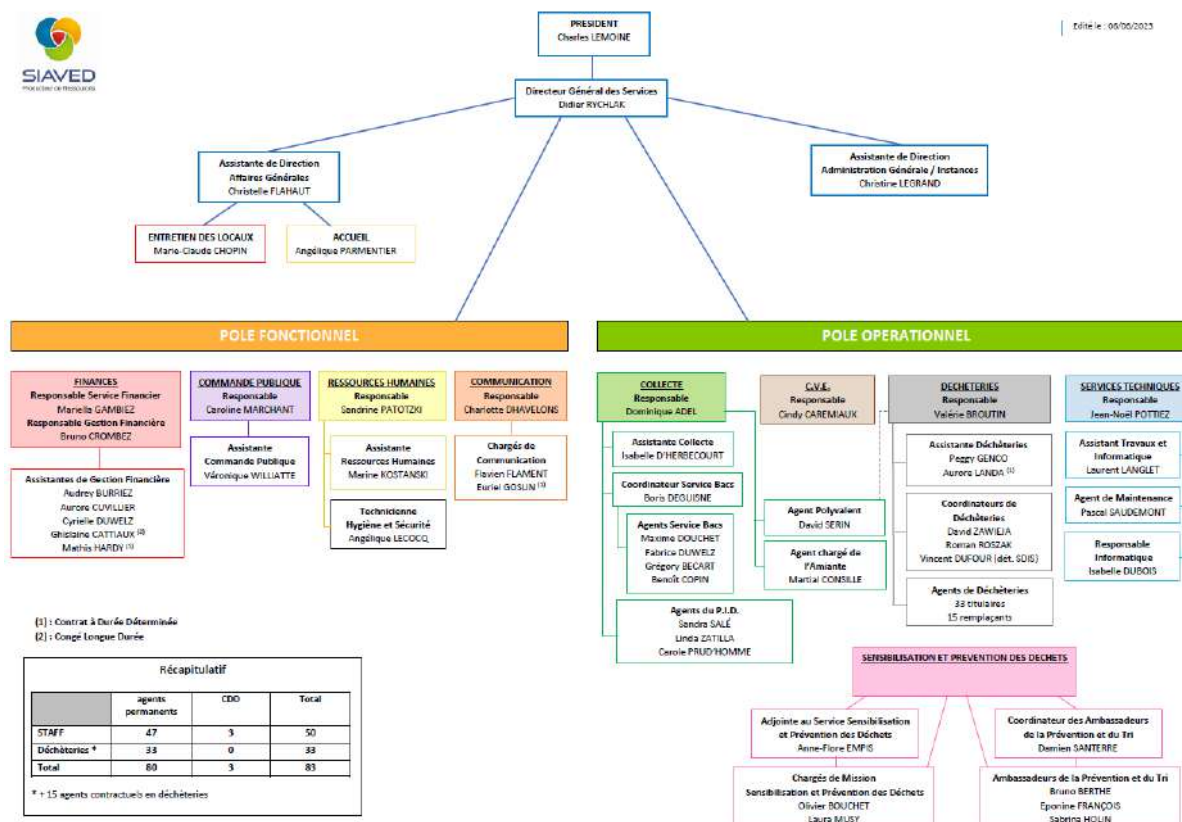 SIAVED
Producteur de Ressources
Edité le : 06/06/2023
PRESIDENT
Charles LEMOINE
Directeur Général des Services
Didier RYCHLAK
Assistante de Direction
Affaires Générales
Christelle FLAHAUT
Assistante de Direction
Administration Générale / Instances
Christine LEGRAND
ENTRETIEN DES LOCAUX
Marie-Claude CHOPIN
ACCUEIL
Angélique PARMENTIER
POLE FONCTIONNEL
FINANCES
Responsable Service Financier
Mariella GAMBIEZ
Responsable Gestion Financière
Bruno CROMBEZ
Assistantes de Gestion Financière
Audrey BURRIEZ
Aurore CUVILLIER
Cyrielle DUWELZ
Ghislaine CATTIAUX (2)
Mathis HARDY (1)
COMMANDE PUBLIQUE
Responsable
Caroline MARCHANT
Assistante
Commande Publique
Véronique WILLIATTE
RESSOURCES HUMAINES
Responsable
Sandrine PATOTZKI
Assistante
Ressources Humaines
Marine KOSTANSKI
Technicienne
Hygiène et Sécurité
Angélique LECOCQ
COMMUNICATION
Responsable
Charlotte DHAVELONS
Chargés de
Communication
Flavien FLAMENT
Euriel GOSLIN (1)
POLE OPERATIONNEL
COLLECTE
Responsable
Dominique ADEL
Assistante Collecte
Isabelle D'HERBECOURT
Coordinateur Service Bacs
Boris DEGUISNE
Agents Service Bacs
Maxime DOUCHET
Fabrice DUWELZ
Grégory BECART
Benoît COPIN
Agents du P.I.D.
Sandra SALÉ
Linda ZATILLA
Carole PRUD'HOMME
C.V.E.
Responsable
Cindy CAREMIAUX
Agent Polyvalent
David SERIN
Agent chargé de
l'Amiante
Martial CONSILLE
DECHETERIES
Responsable
Valérie BROUTIN
Assistante Déchèteries
Peggy GENCO
Aurore LANDA (1)
Coordinateurs de
Déchèteries
David ZAWIEJA
Roman ROSZAK
Vincent DUFOUR (dét. SDIS)
Agents de Déchèteries
33 titulaires
15 remplaçants
SERVICES TECHNIQUES
Responsable
Jean-Noël POTTIEZ
Assistant Travaux et
Informatique
Laurent LANGLET
Agent de Maintenance
Pascal SAUDEMONT
Responsable
Informatique
Isabelle DUBOIS
SENSIBILISATION ET PREVENTION DES DECHETS
Adjointe au Service Sensibilisation
et Prévention des Déchets
Anne-Flore EMPIS
Coordinateur des Ambassadeurs
de la Prévention et du Tri
Damien SANTERRE
Chargés de Mission
Sensibilisation et Prévention des Déchets
Olivier BOUCHET
Laura MUSY
Ambassadeurs de la Prévention et du Tri
Bruno BERTHE
Eponine FRANÇOIS
Sabrina HOLIN
(1) : Contrat à Durée Déterminée
(2) : Congé Longue Durée
Récapitulatif
agents permanents CDD Total
STAFF 47 3 50
Déchèteries * 33 0 33
Total 80 3 83
* + 15 agents contractuels en déchèteries